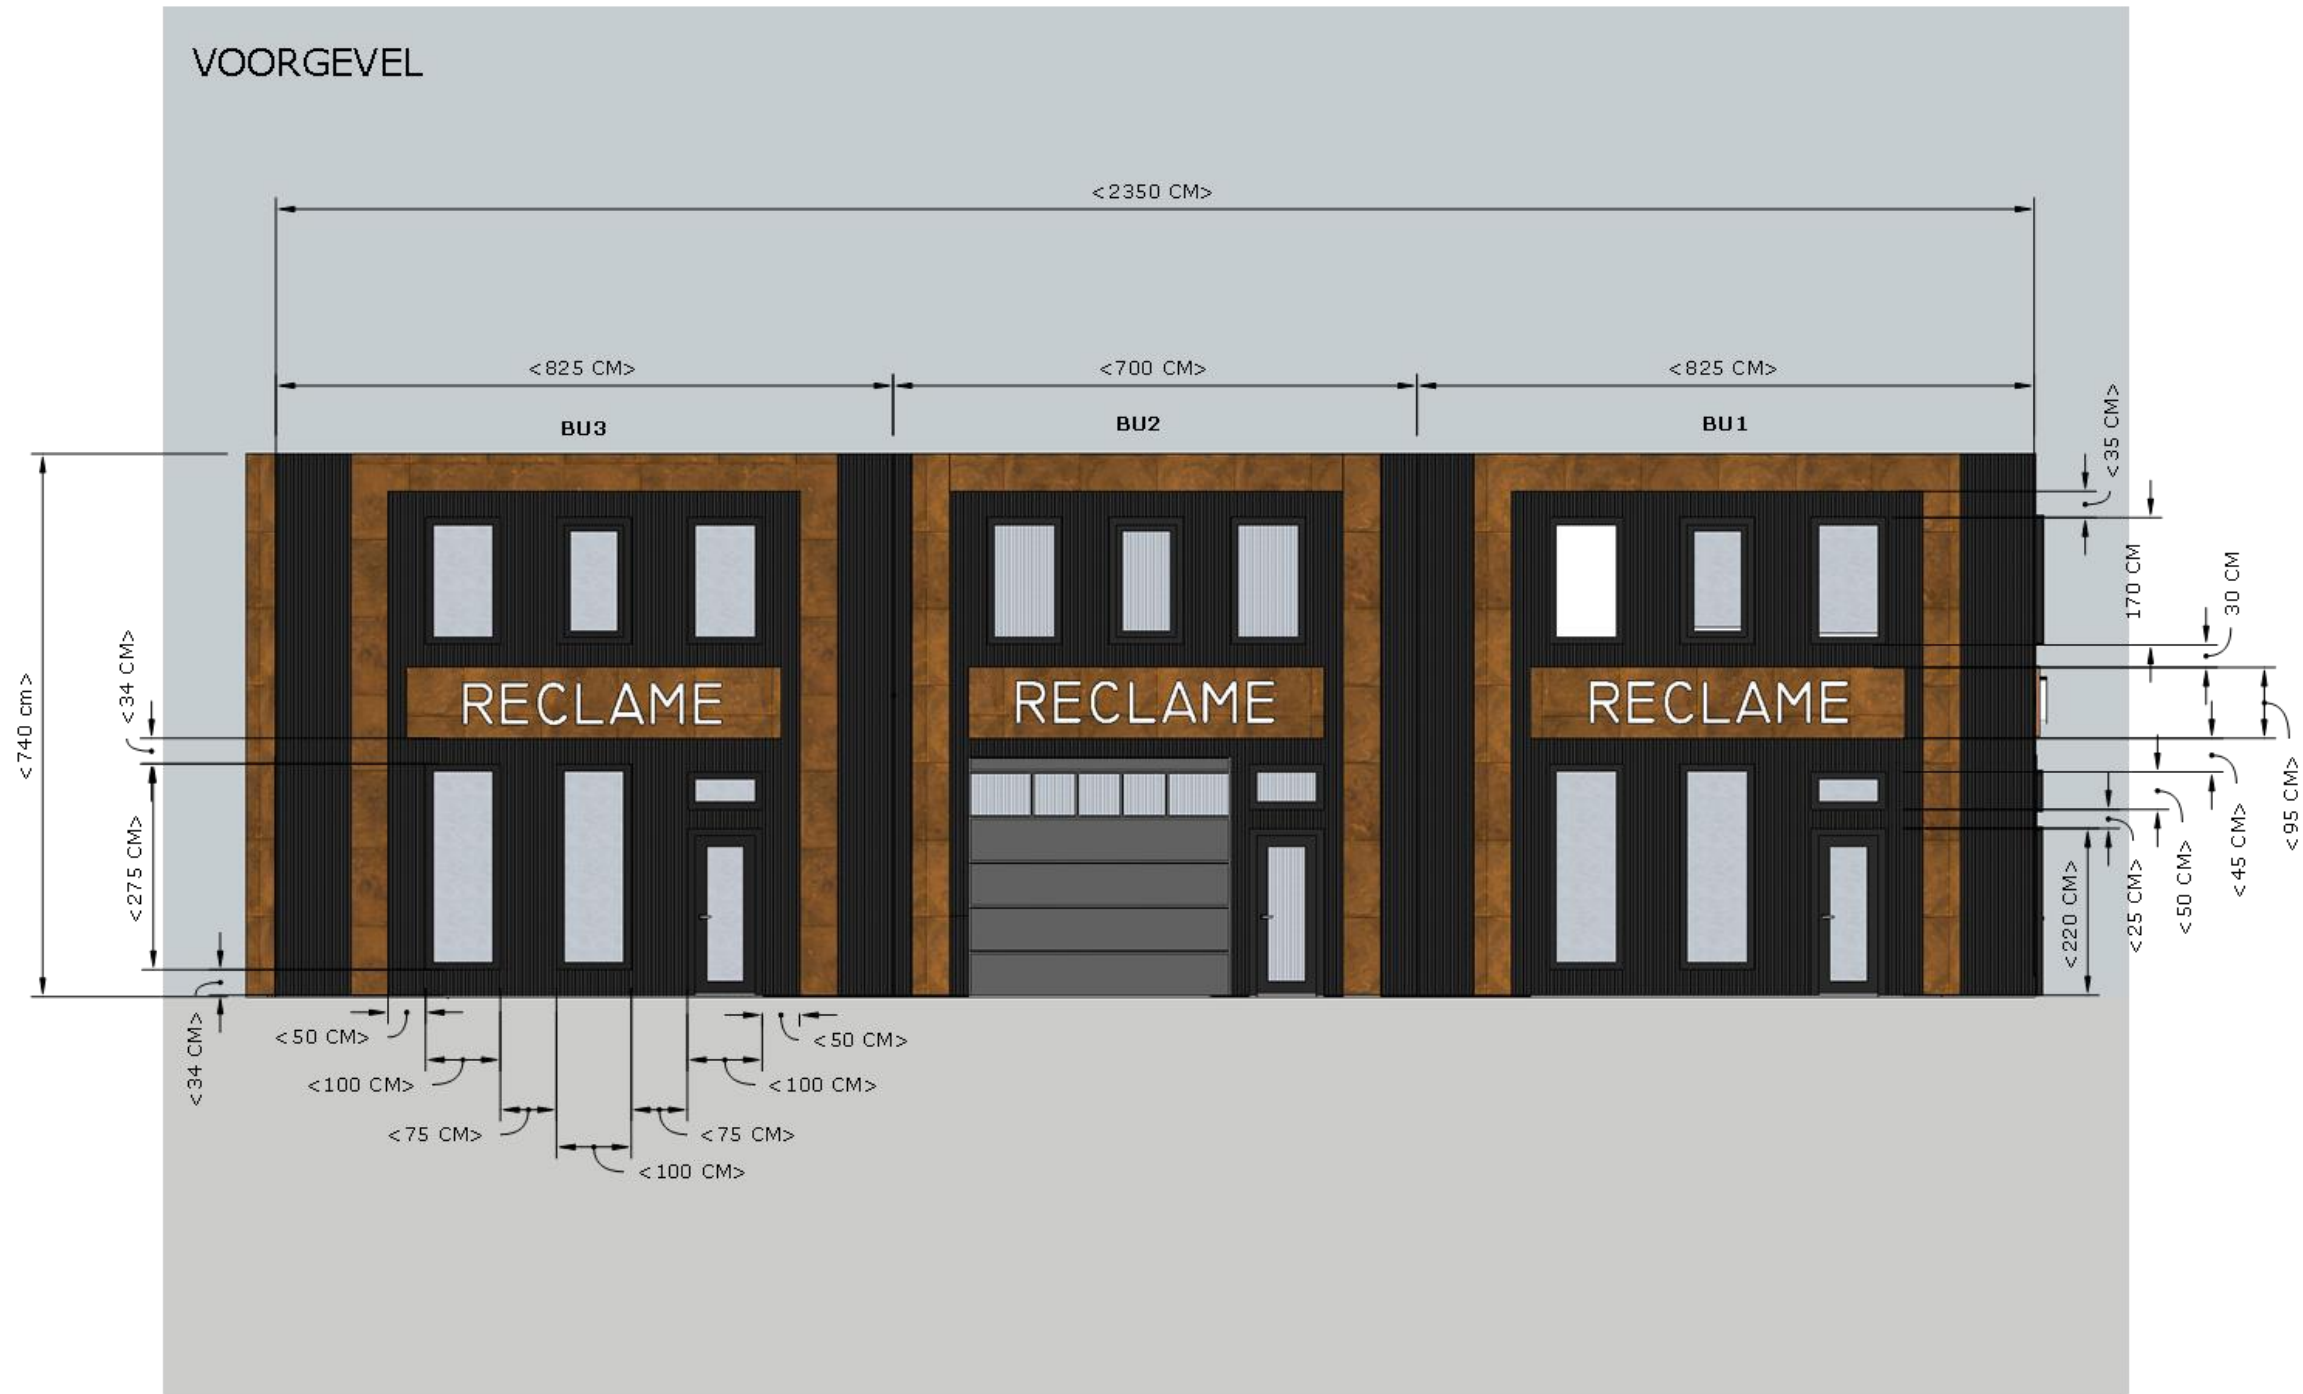 VOORGEVEL
<2350 CM>
<825 CM>
<700 CM>
<825 CM>
BU3
BU2
BU1
<35 CM>
170 CM
30 CM
<740 cm>
<34 CM>
RECLAME
RECLAME
RECLAME
<275 CM>
<95 CM>
<45 CM>
<50 CM>
<25 CM>
<220 CM>
<34 CM>
<50 CM>
<50 CM>
<100 CM>
<100 CM>
<75 CM>
<75 CM>
<100 CM>